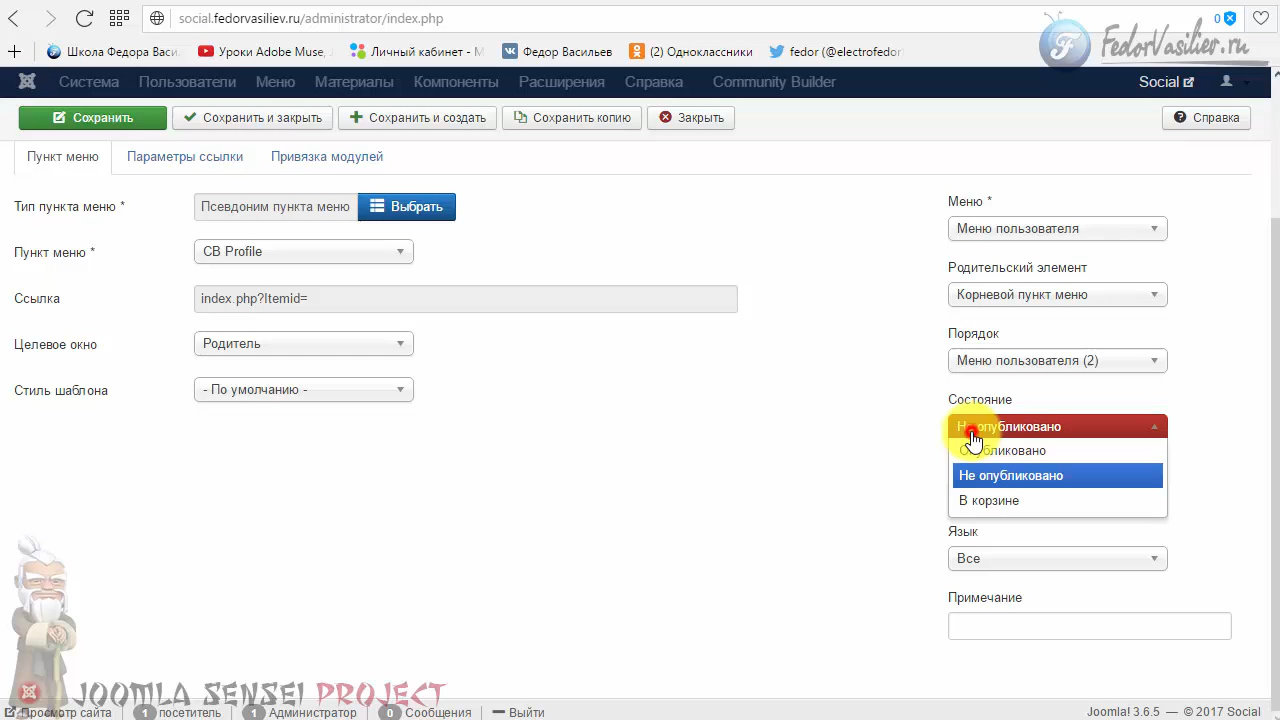 social.fedorvasiliev.ru/administrator/index.php
0
Школа Федора Васи.
Уроки Adobe Muse,
Личный кабинет - М
Федор Васильев
(2) Одноклассники
fedor (@electrofedor
FedorVasiliev.ru
Система
Пользователи
Меню
Материалы
Компоненты
Расширения
Справка
Community Builder
Social
Сохранить
Сохранить и закрыть
Сохранить и создать
Сохранить копию
Закрыть
Справка
Пункт меню
Параметры ссылки
Привязка модулей
Тип пункта меню *
Псевдоним пункта меню
Выбрать
Пункт меню *
CB Profile
Ссылка
index.php?Itemid=
Целевое окно
Родитель
Стиль шаблона
- По умолчанию -
Меню *
Меню пользователя
Родительский элемент
Корневой пункт меню
Порядок
Меню пользователя (2)
Состояние
Не опубликовано
Опубликовано
Не опубликовано
В корзине
Язык
Все
Примечание
JOOMLA SENSEI PROJECT
Просмотр сайта
1 посетитель
1 Администратор
0 Сообщения
Выйти
Joomla! 3.6.5 — © 2017 Social